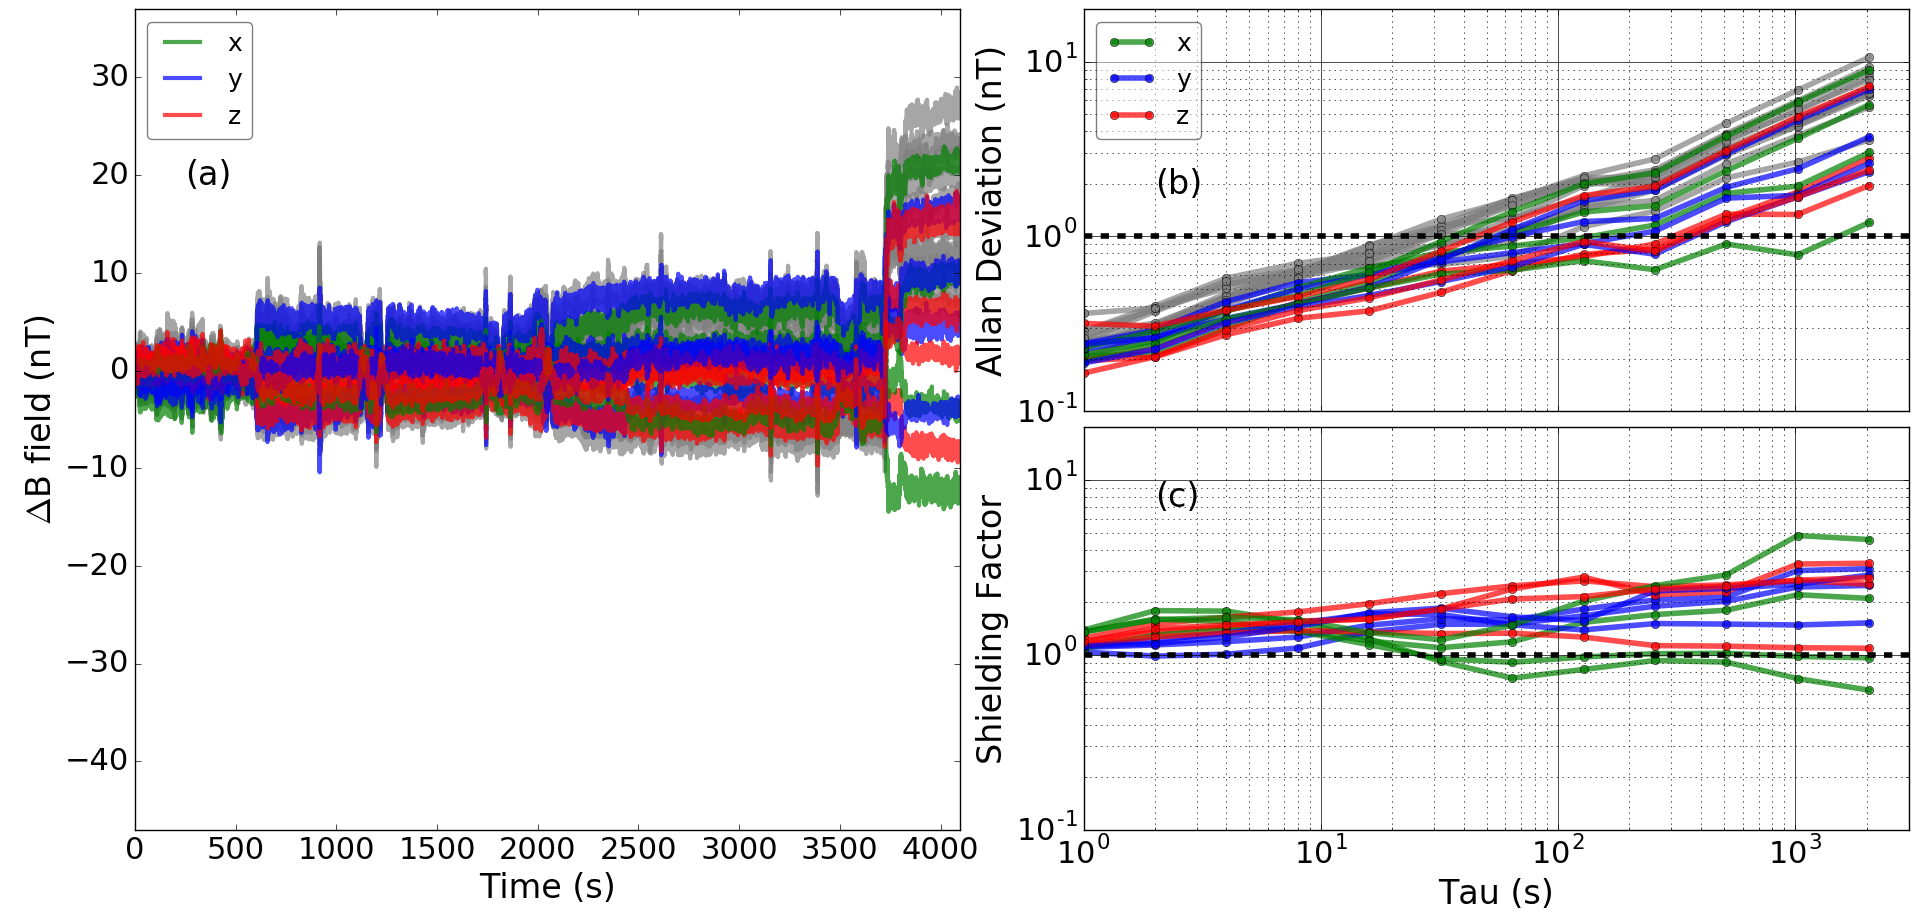 x
y
z
(a)
30
20
10
0
−10
−20
−30
−40
ΔB field (nT)
0 500 1000 1500 2000 2500 3000 3500 4000
Time (s)
x
y
z
(b)
10¹
10⁰
10⁻¹
Allan Deviation (nT)
(c)
10¹
10⁰
10⁻¹
Shielding Factor
10⁰ 10¹ 10² 10³
Tau (s)